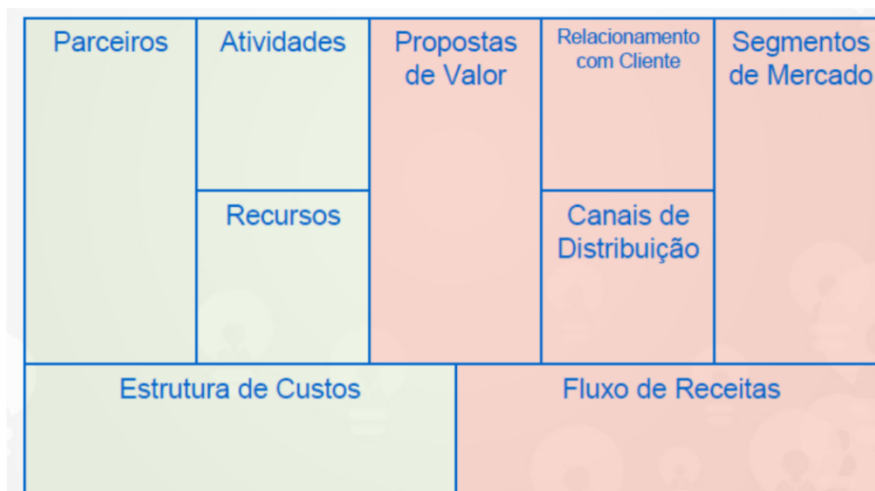 Parceiros
Atividades
Propostas
de Valor
Relacionamento
com Cliente
Segmentos
de Mercado
Recursos
Canais de
Distribuição
Estrutura de Custos
Fluxo de Receitas